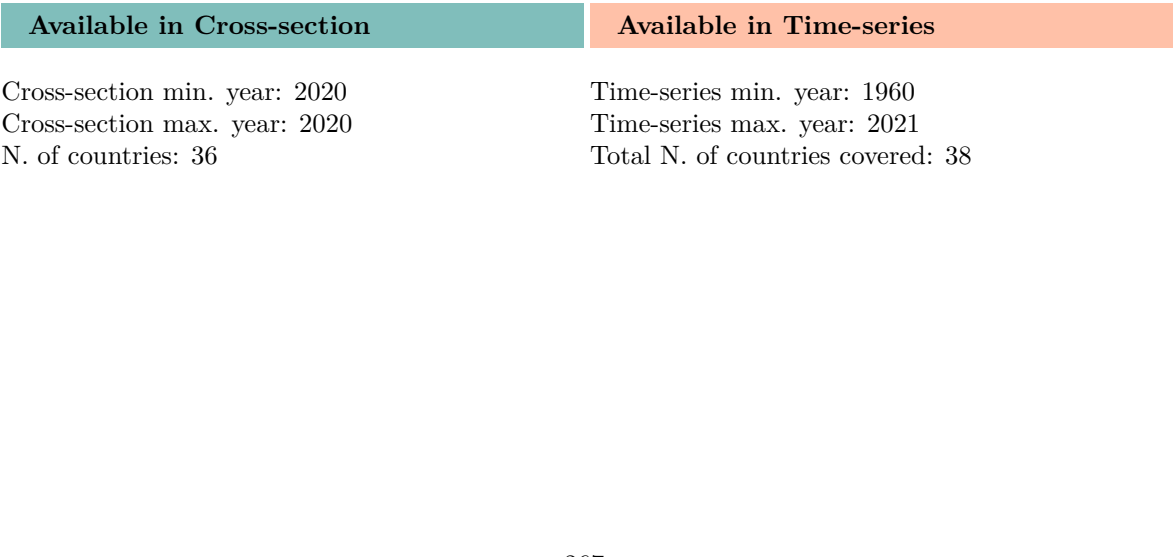 Available in Cross-section
Available in Time-series
Cross-section min. year: 2020
Cross-section max. year: 2020
N. of countries: 36
Time-series min. year: 1960
Time-series max. year: 2021
Total N. of countries covered: 38